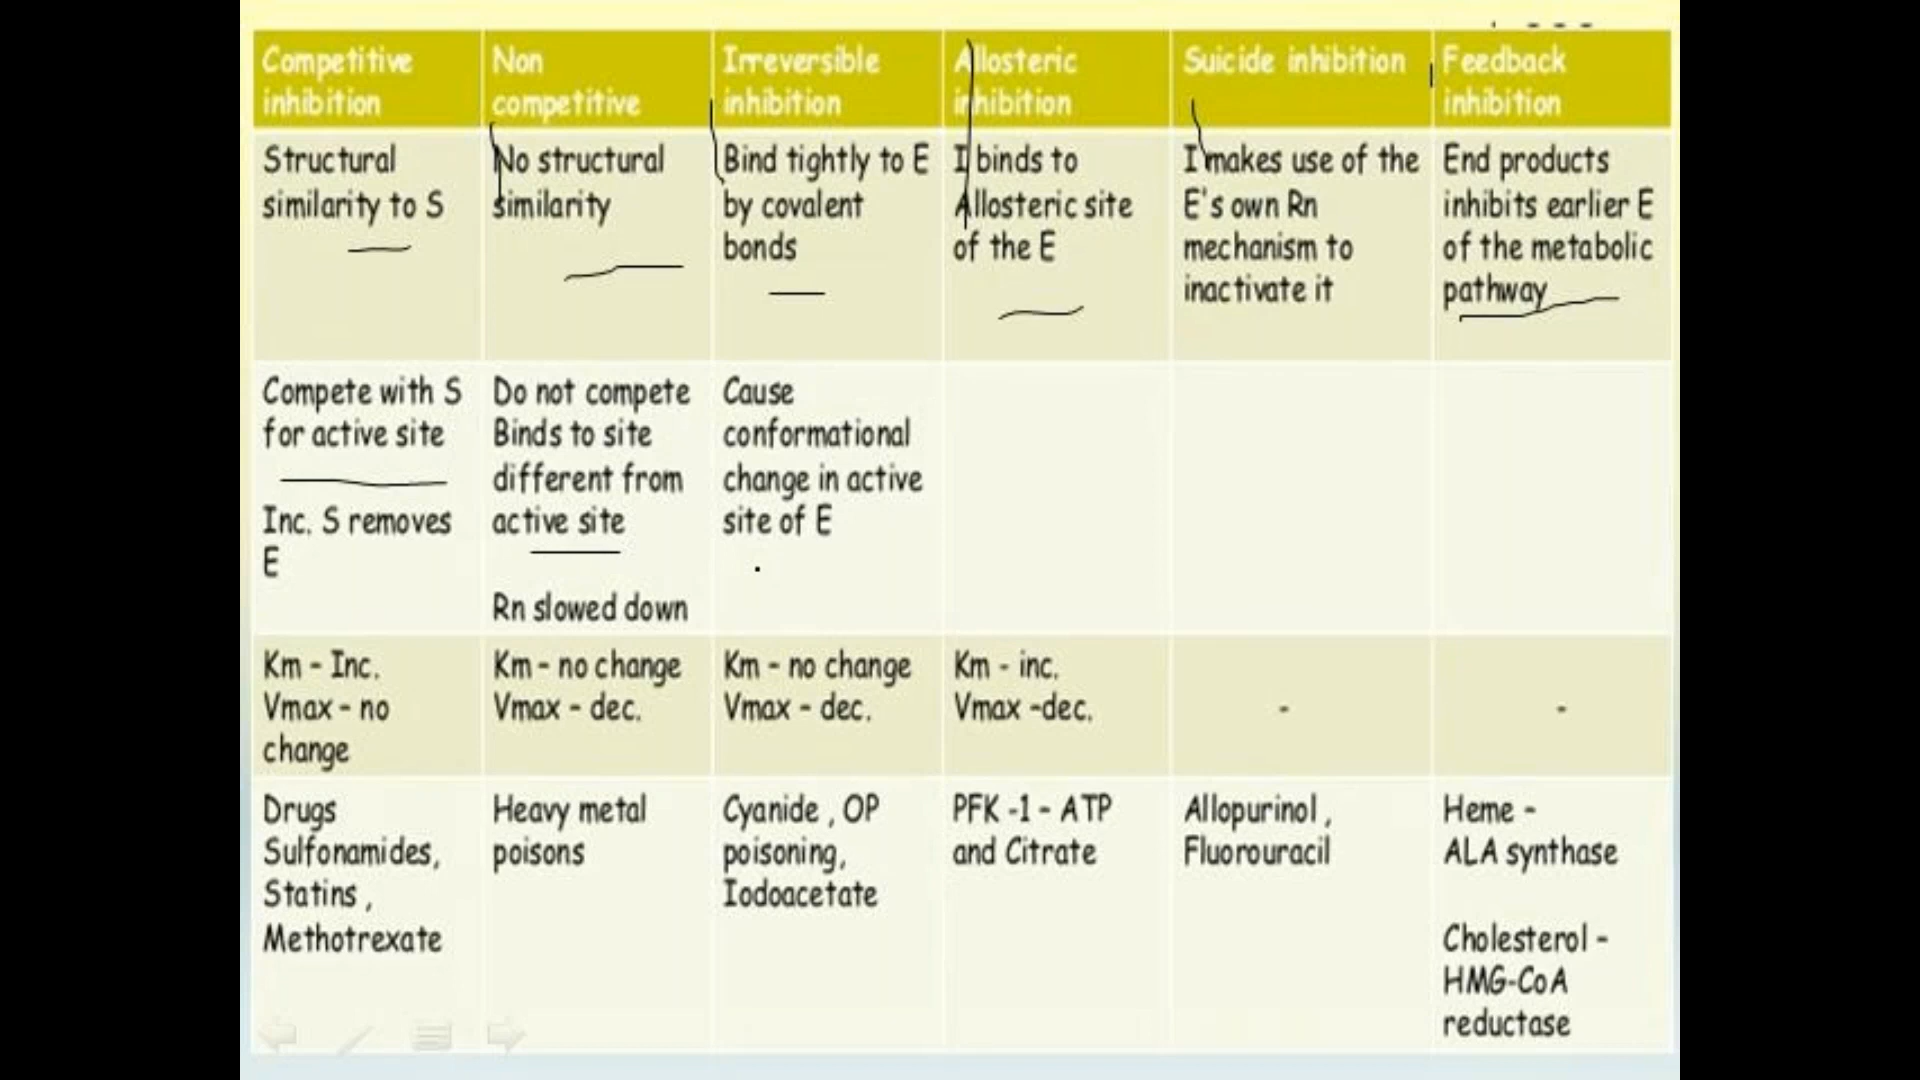 Competitive
inhibition
Structural
similarity to S
Compete with S
for active site
Inc. S removes
E
Km - Inc.
Vmax - no
change
Drugs
Sulfonamides,
Statins ,
Methotrexate
Non
competitive
No structural
similarity
Do not compete
Binds to site
different from
active site
Rn slowed down
Km - no change
Vmax - dec.
Heavy metal
poisons
Irreversible
inhibition
Bind tightly to E
by covalent
bonds
Cause
conformational
change in active
site of E
Km - no change
Vmax - dec.
Cyanide , OP
poisoning,
Iodoacetate
Allosteric
inhibition
I binds to
Allosteric site
of the E
Km - inc.
Vmax -dec.
PFK -1 - ATP
and Citrate
Suicide inhibition
I makes use of the
E's own Rn
mechanism to
inactivate it
-
Allopurinol ,
Fluorouracil
Feedback
inhibition
End products
inhibits earlier E
of the metabolic
pathway
-
Heme -
ALA synthase
Cholesterol -
HMG-CoA
reductase